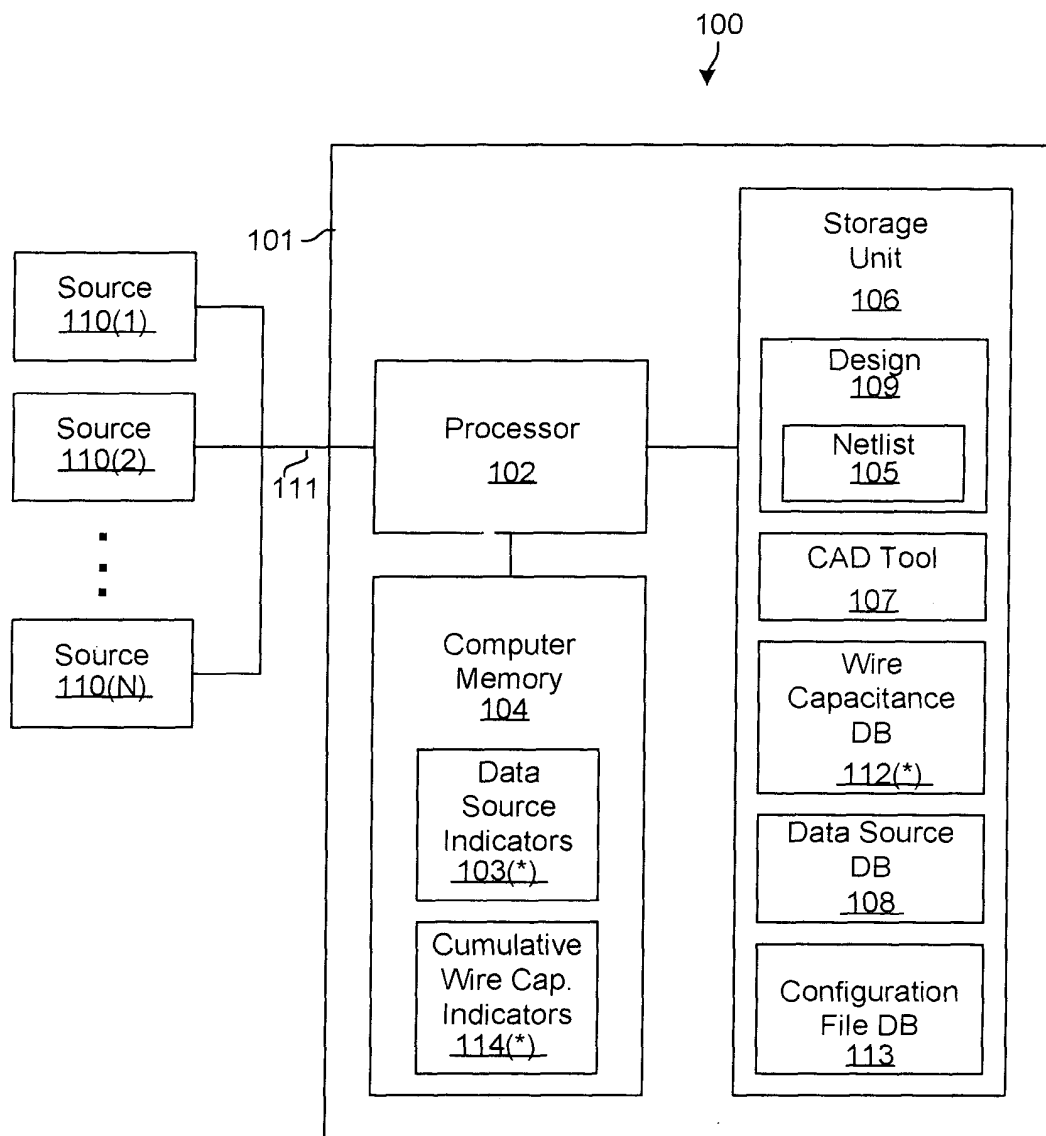 100
101
Source
110(1)
Source
110(2)
Source
110(N)
111
Processor
102
Computer
Memory
104
Data
Source
Indicators
103(*)
Cumulative
Wire Cap.
Indicators
114(*)
Storage
Unit
106
Design
109
Netlist
105
CAD Tool
107
Wire
Capacitance
DB
112(*)
Data Source
DB
108
Configuration
File DB
113